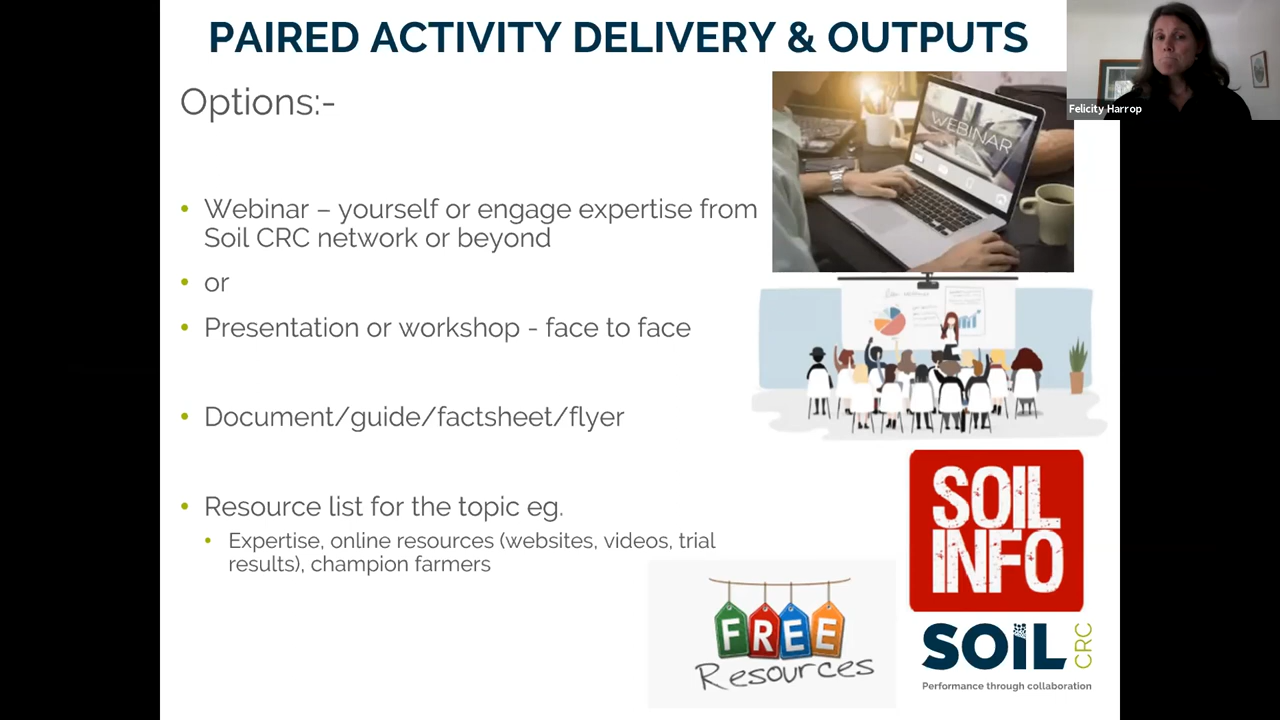 PAIRED ACTIVITY DELIVERY & OUTPUTS
Felicity Harrop
Options:-
WEBINAR
• Webinar – yourself or engage expertise from
Soil CRC network or beyond
• or
• Presentation or workshop - face to face
• Document/guide/factsheet/flyer
• Resource list for the topic eg.
• Expertise, online resources (websites, videos, trial
results), champion farmers
SOIL
INFO
FREE
Resources
SOIL CRC
Performance through collaboration